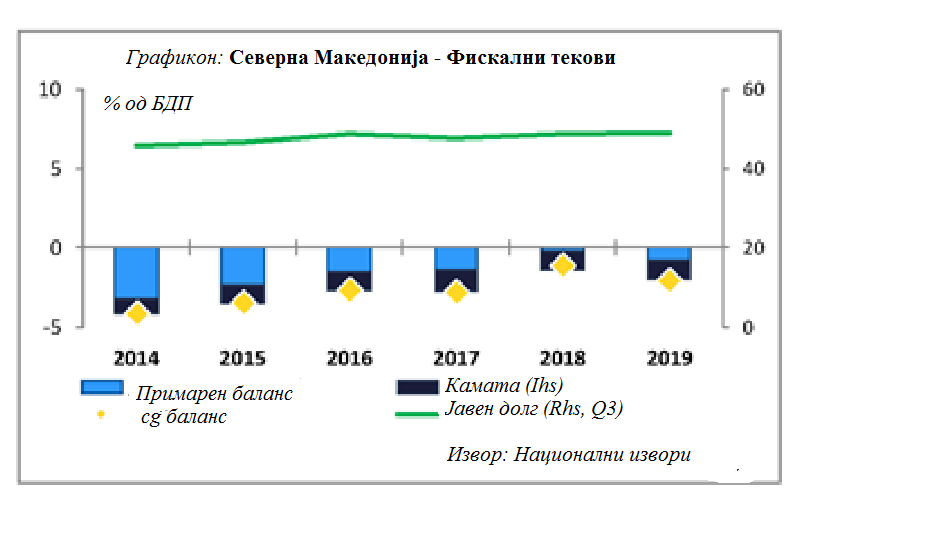 Графикон: Северна Македонија - Фискални текови
% од БДП
10
5
0
-5
60
40
20
0
2014 2015 2016 2017 2018 2019
Примарен баланс
cg баланс
Камата (Ihs)
Јавен долг (Rhs, Q3)
Извор: Национални извори